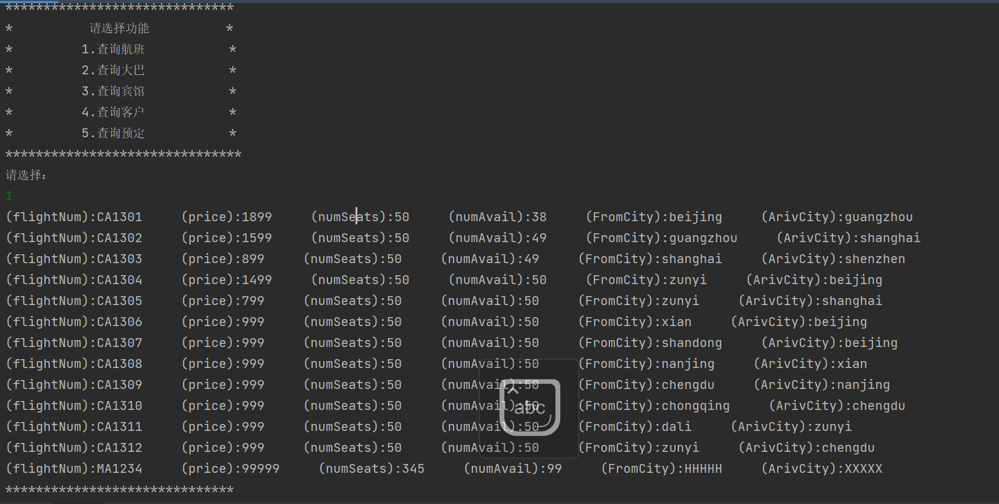 ******************************
* 请选择功能 *
* 1.查询航班 *
* 2.查询大巴 *
* 3.查询宾馆 *
* 4.查询客户 *
* 5.查询预定 *
*******************************
请选择:
1
(flightNum):CA1301 (price):1899 (numSeats):50 (numAvail):38 (FromCity):beijing (ArivCity):guangzhou
(flightNum):CA1302 (price):1599 (numSeats):50 (numAvail):49 (FromCity):guangzhou (ArivCity):shanghai
(flightNum):CA1303 (price):899 (numSeats):50 (numAvail):49 (FromCity):shanghai (ArivCity):shenzhen
(flightNum):CA1304 (price):1499 (numSeats):50 (numAvail):50 (FromCity):zunyi (ArivCity):beijing
(flightNum):CA1305 (price):799 (numSeats):50 (numAvail):50 (FromCity):zunyi (ArivCity):shanghai
(flightNum):CA1306 (price):999 (numSeats):50 (numAvail):50 (FromCity):xian (ArivCity):beijing
(flightNum):CA1307 (price):999 (numSeats):50 (numAvail):50 (FromCity):shandong (ArivCity):beijing
(flightNum):CA1308 (price):999 (numSeats):50 (numAvail):50 (FromCity):nanjing (ArivCity):xian
(flightNum):CA1309 (price):999 (numSeats):50 (numAvail):50 (FromCity):chengdu (ArivCity):nanjing
(flightNum):CA1310 (price):999 (numSeats):50 (numAvail):50 (FromCity):chongqing (ArivCity):chengdu
abc
(flightNum):CA1311 (price):999 (numSeats):50 (numAvail):50 (FromCity):dali (ArivCity):zunyi
(flightNum):CA1312 (price):999 (numSeats):50 (numAvail):50 (FromCity):zunyi (ArivCity):chengdu
(flightNum):MA1234 (price):99999 (numSeats):345 (numAvail):99 (FromCity):HHHHH (ArivCity):XXXXX
******************************